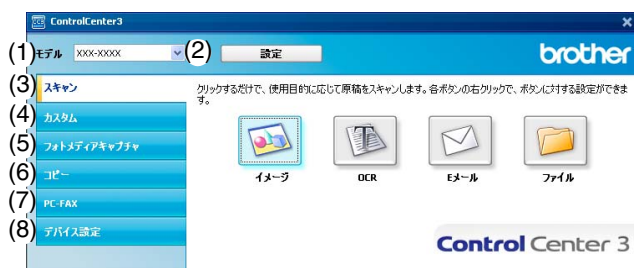 ControlCenter3
(1) モデル XXX-XXXX (2) 設定 brother
(3) スキャン
クリックするだけで、使用目的に応じて原稿をスキャンします。各ボタンの右クリックで、ボタンに対する設定ができま
す。
(4) カスタム
(5) フォトメディアキャプチャ
(6) コピー
イメージ OCR Eメール ファイル
(7) PC-FAX
(8) デバイス設定
Control Center 3